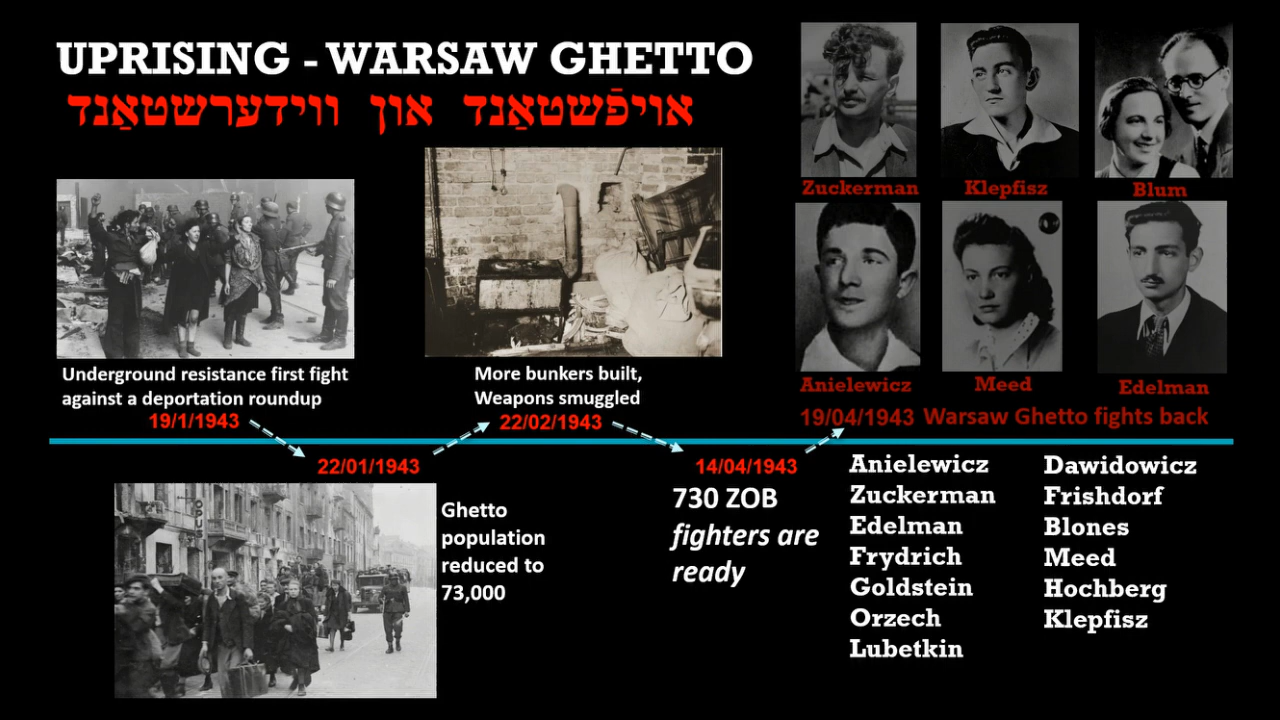 UPRISING - WARSAW GHETTO
אויפֿשטאַנד און ווידערשטאַנד
Zuckerman
Klepfisz
Blum
Anielewicz
Meed
Edelman
Underground resistance first fight
against a deportation roundup
19/1/1943
More bunkers built,
Weapons smuggled
22/02/1943
19/04/1943 Warsaw Ghetto fights back
22/01/1943
Ghetto
population
reduced to
73,000
14/04/1943
730 ZOB
fighters are
ready
Anielewicz
Zuckerman
Edelman
Frydrich
Goldstein
Orzech
Lubetkin
Dawidowicz
Frishdorf
Blones
Meed
Hochberg
Klepfisz